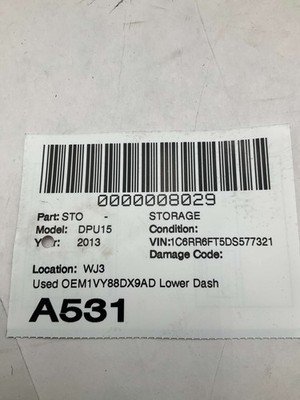 0000008029
Part: STO - STORAGE
Model: DPU15 Condition:
Year: 2013 VIN:1C6RR6FT5DS577321
Damage Code:
Location: WJ3
Used OEM1VY88DX9AD Lower Dash
A531